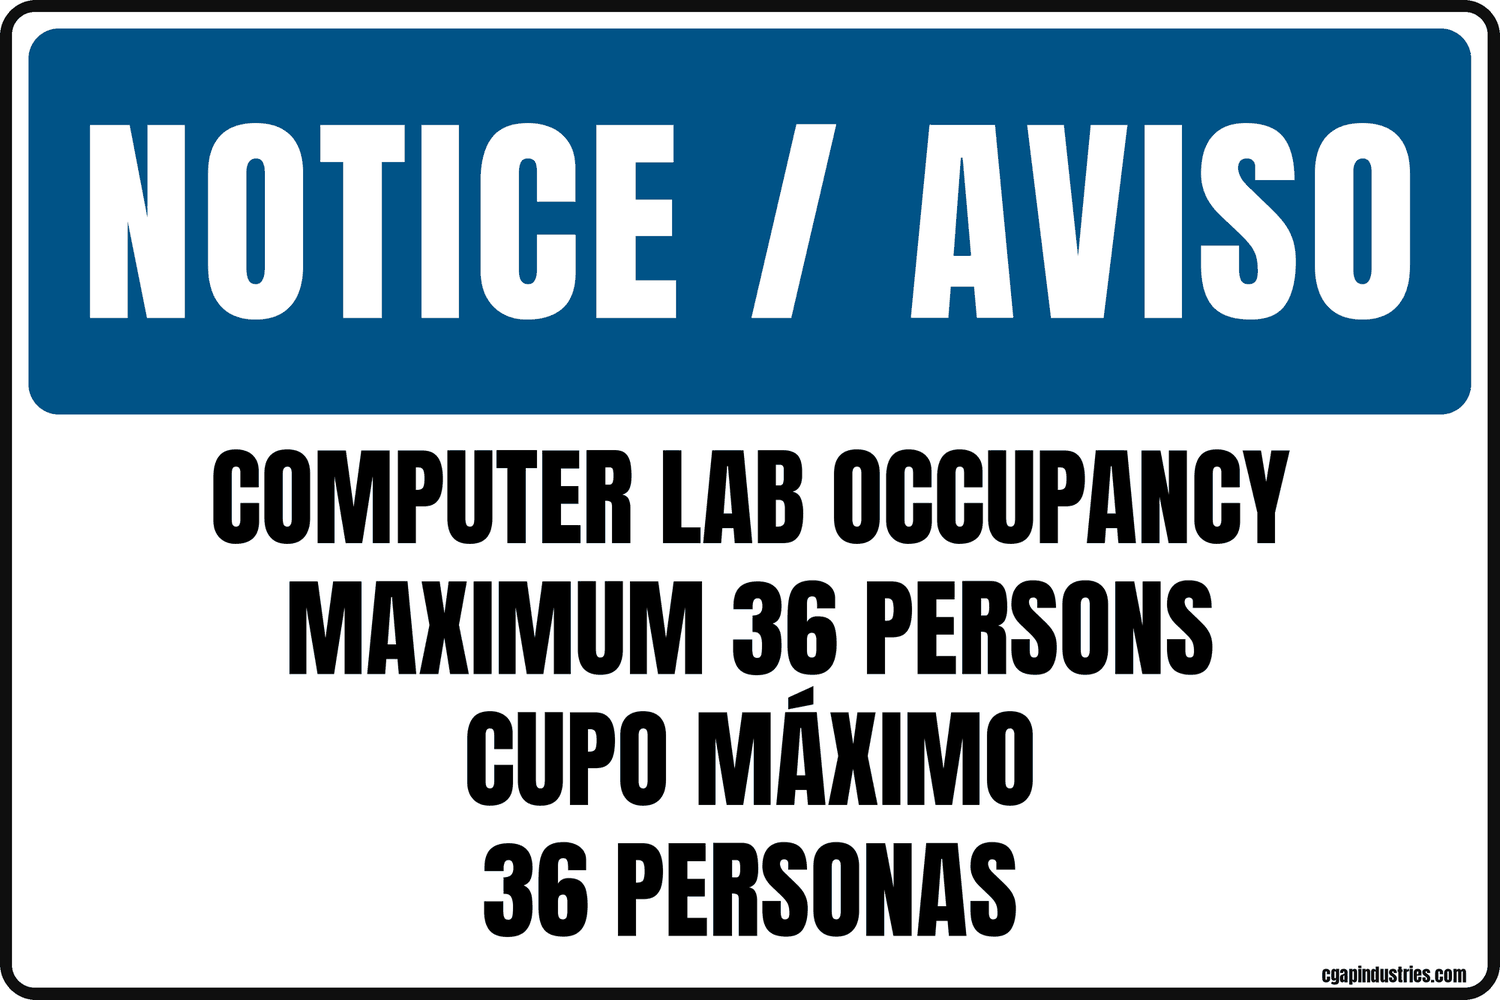 NOTICE / AVISO
COMPUTER LAB OCCUPANCY
MAXIMUM 36 PERSONS
CUPO MÁXIMO
36 PERSONAS
cgapindustries.com